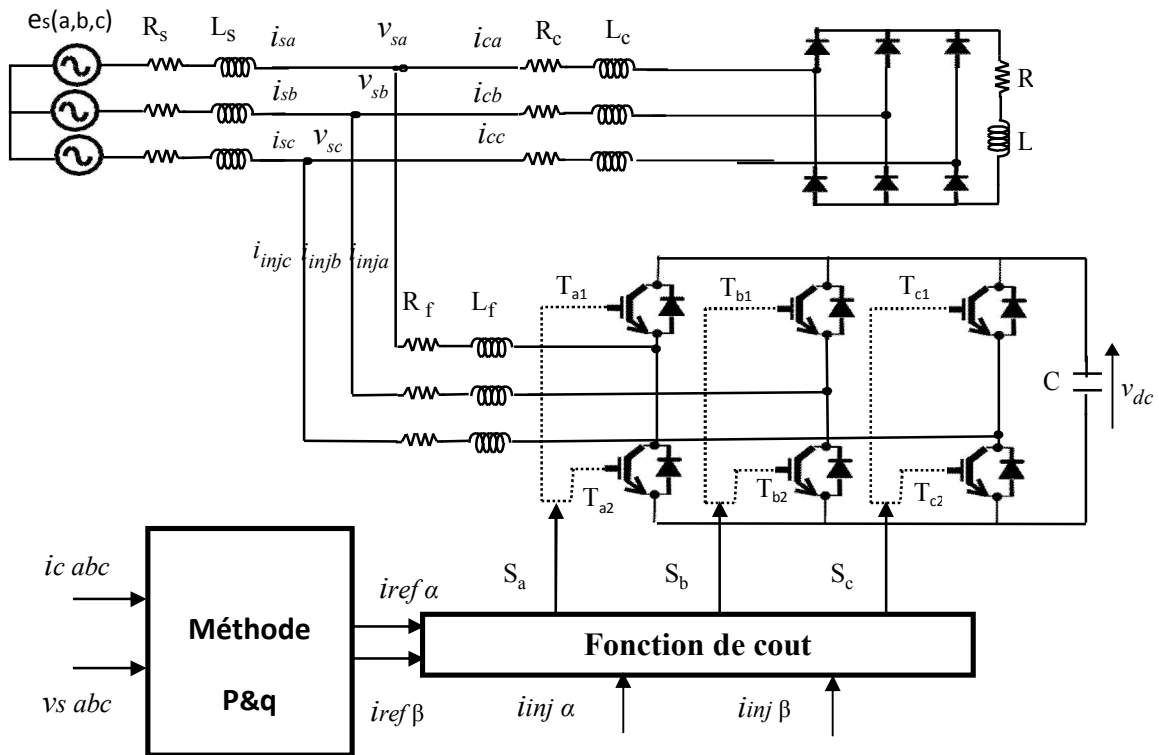 es(a,b,c)
Rs Ls isa vsa ica Rc Lc
vsb
isb icb
isc vsc icc
R
L
iinjc iinjb iinja
Ta1 Tb1 Tc1
Rf Lf
C
vdc
Ta2 Tb2 Tc2
Sa Sb Sc
ic abc
iref α
Méthode
P&q
Fonction de cout
vs abc
iref β
iinj α iinj β